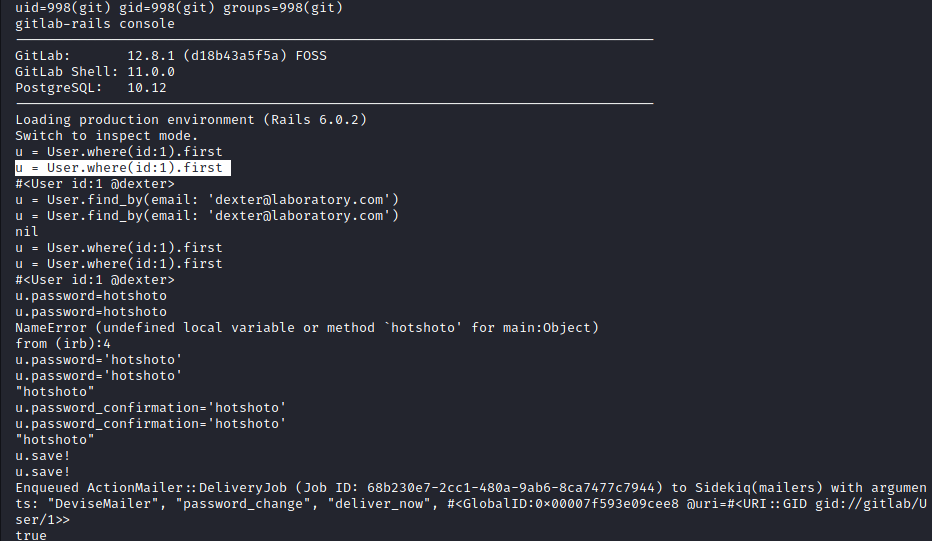 uid=998(git) gid=998(git) groups=998(git)
gitlab-rails console
--------------------------------------------------------------------------------
GitLab:       12.8.1 (d18b43a5f5a) FOSS
GitLab Shell: 11.0.0
PostgreSQL:   10.12
--------------------------------------------------------------------------------
Loading production environment (Rails 6.0.2)
Switch to inspect mode.
u = User.where(id:1).first
u = User.where(id:1).first
#<User id:1 @dexter>
u = User.find_by(email: 'dexter@laboratory.com')
u = User.find_by(email: 'dexter@laboratory.com')
nil
u = User.where(id:1).first
u = User.where(id:1).first
#<User id:1 @dexter>
u.password=hotshoto
u.password=hotshoto
NameError (undefined local variable or method `hotshoto' for main:Object)
from (irb):4
u.password='hotshoto'
u.password='hotshoto'
"hotshoto"
u.password_confirmation='hotshoto'
u.password_confirmation='hotshoto'
"hotshoto"
u.save!
u.save!
Enqueued ActionMailer::DeliveryJob (Job ID: 68b230e7-2cc1-480a-9ab6-8ca7477c7944) to Sidekiq(mailers) with argumen
ts: "DeviseMailer", "password_change", "deliver_now", #<GlobalID:0x00007f593e09cee8 @uri=#<URI::GID gid://gitlab/U
ser/1>>
true